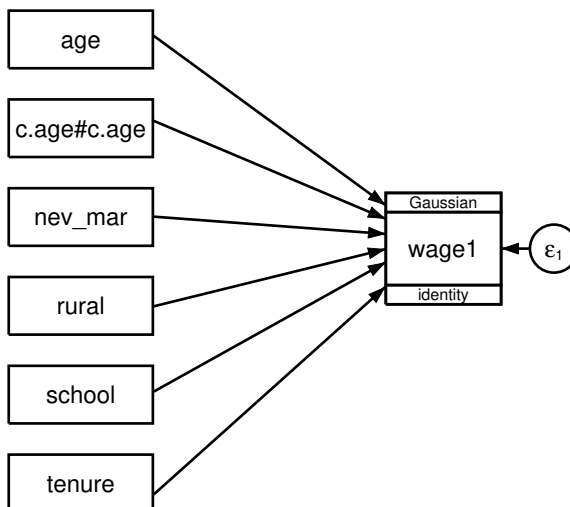 age
c.age#c.age
nev_mar
rural
school
tenure
Gaussian
wage1
identity
ε₁